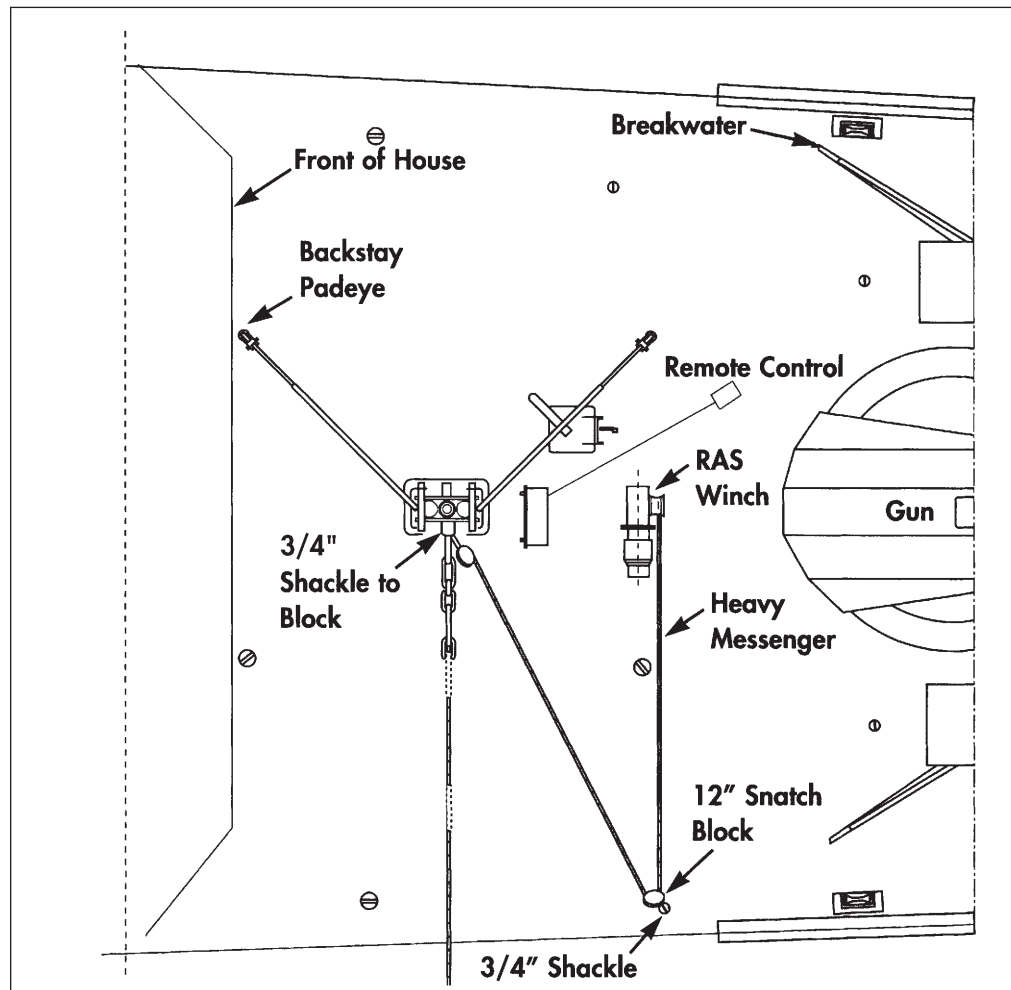 Breakwater
Front of House
Backstay
Padeye
Remote Control
RAS
Winch
Gun
3/4"
Shackle to
Block
Heavy
Messenger
12” Snatch
Block
3/4” Shackle